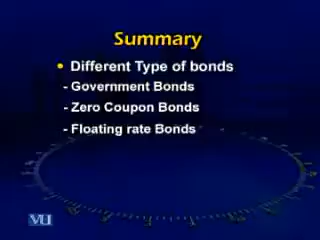 Summary
• Different Type of bonds
- Government Bonds
- Zero Coupon Bonds
- Floating rate Bonds
VU